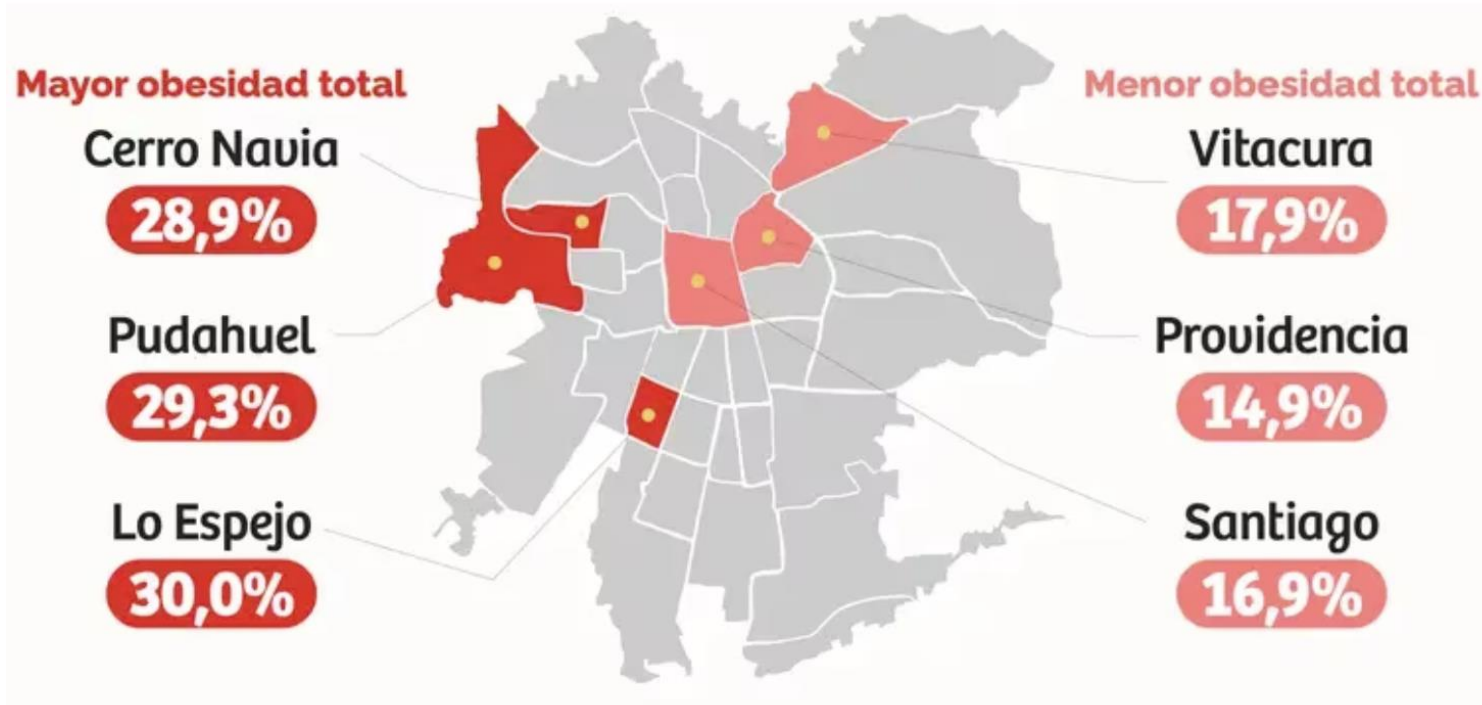 Mayor obesidad total
Cerro Navia
28,9%
Pudahuel
29,3%
Lo Espejo
30,0%
Menor obesidad total
Vitacura
17,9%
Providencia
14,9%
Santiago
16,9%